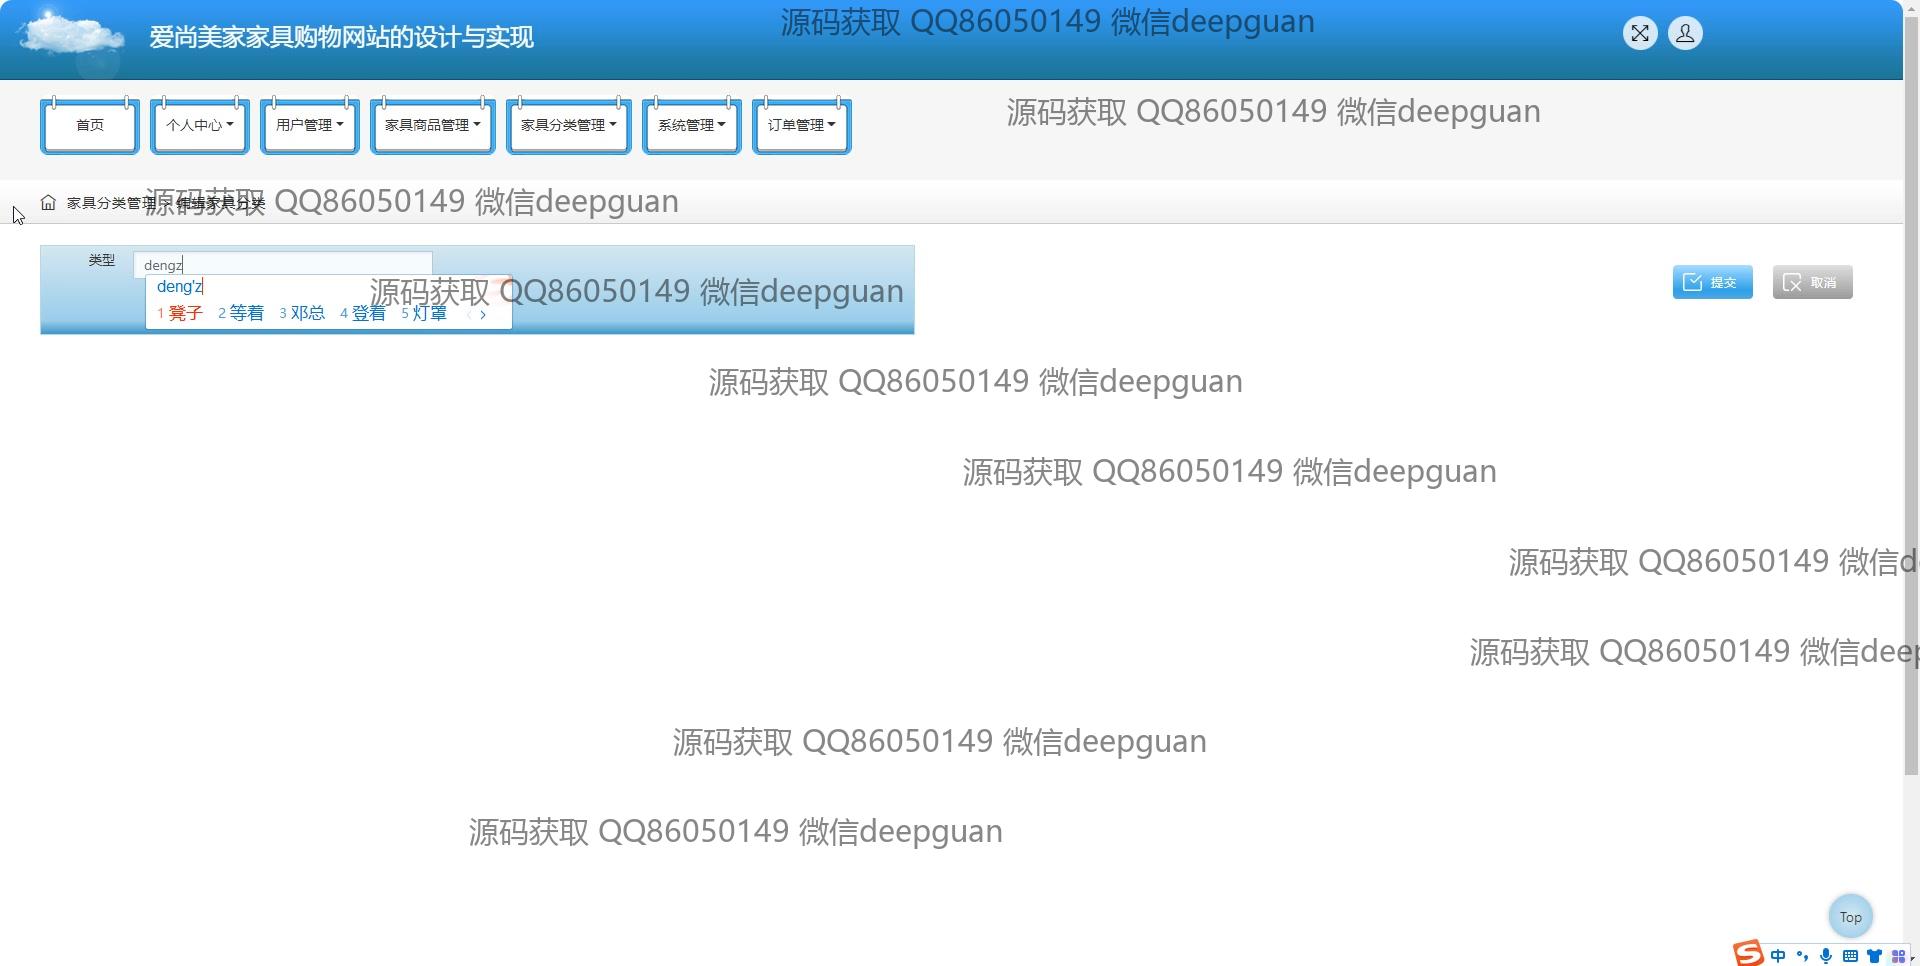 源码获取 QQ86050149 微信deepguan
爱尚美家家具购物网站的设计与实现
首页 个人中心 用户管理 家具商品管理 家具分类管理 系统管理 订单管理
源码获取 QQ86050149 微信deepguan
家具分类管理 编辑家具分类
源码获取 QQ86050149 微信deepguan
类型 dengz
deng'z
1 凳子 2 等着 3 邓总 4 登着 5 灯罩
源码获取 QQ86050149 微信deepguan
提交 取消
源码获取 QQ86050149 微信deepguan
源码获取 QQ86050149 微信deepguan
源码获取 QQ86050149 微信d
源码获取 QQ86050149 微信deep
源码获取 QQ86050149 微信deepguan
源码获取 QQ86050149 微信deepguan
Top
S 中